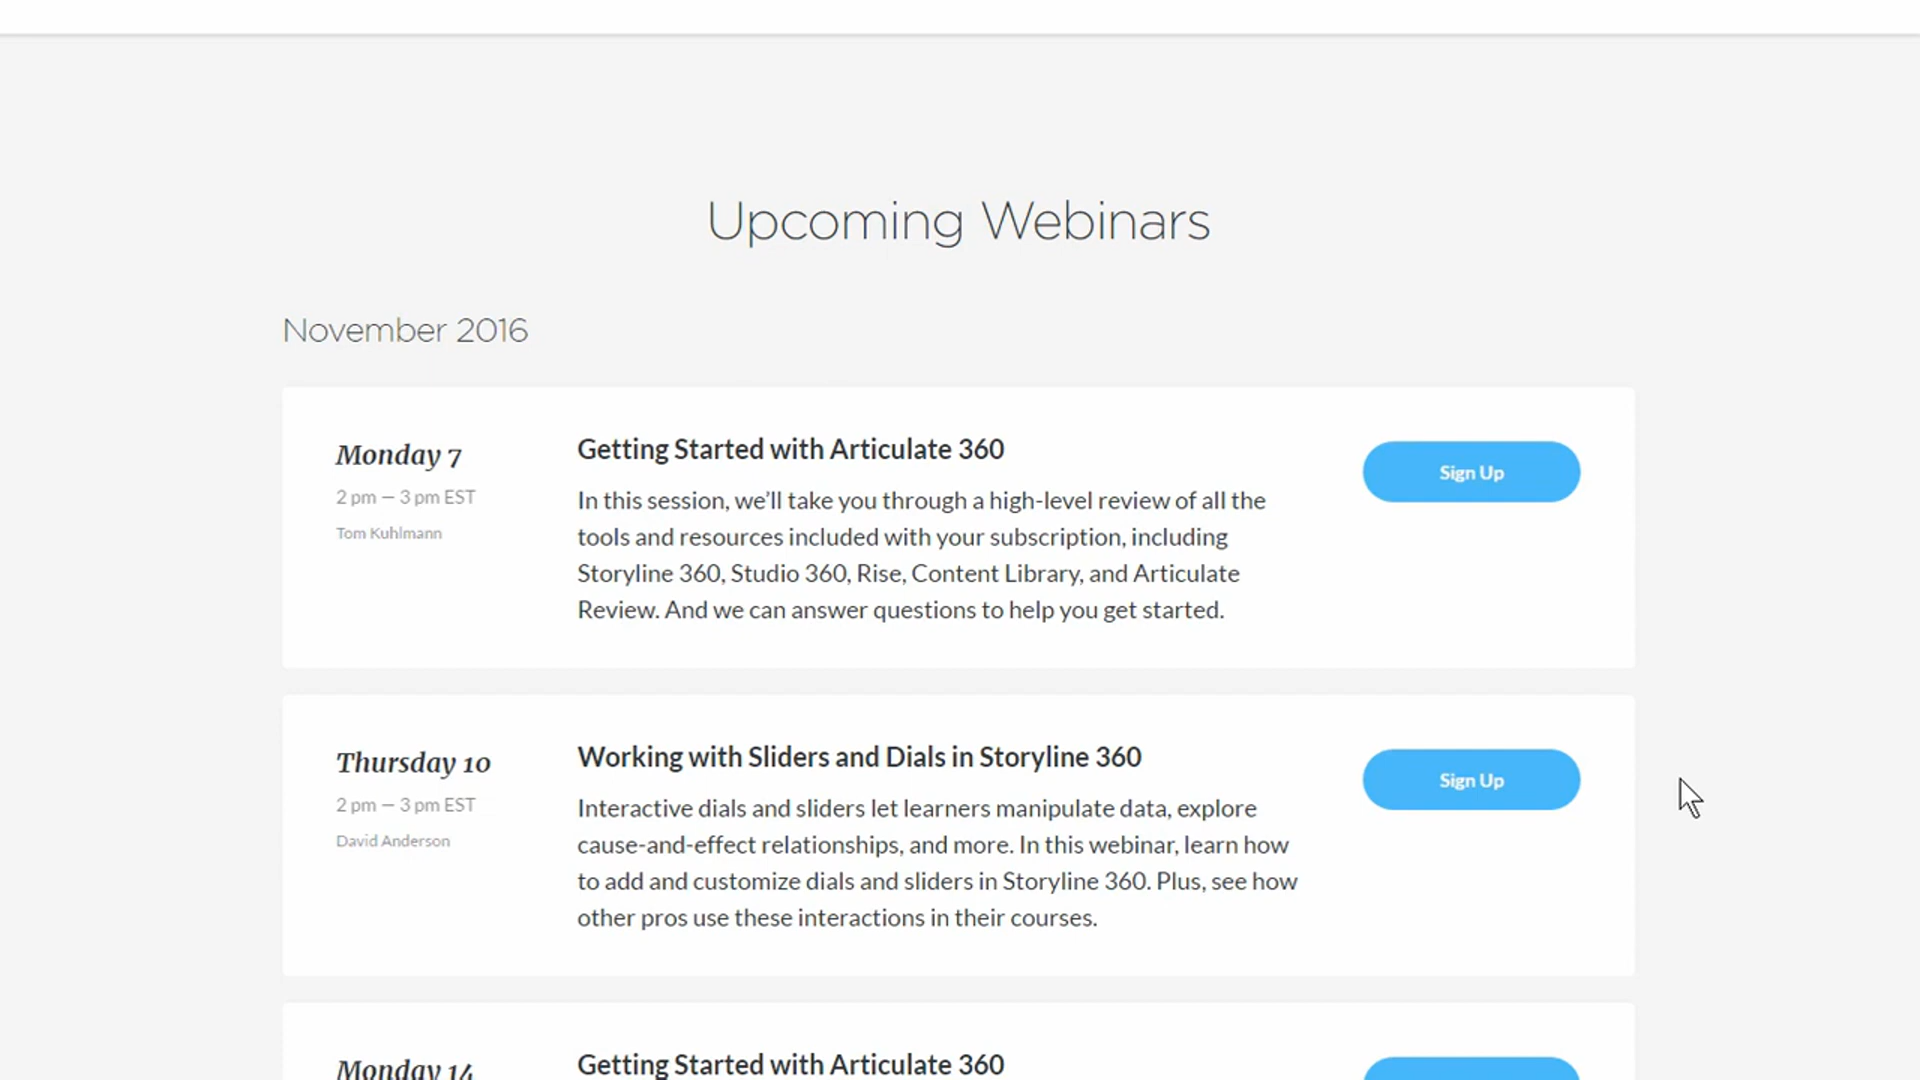 Upcoming Webinars
November 2016
Monday 7
2 pm — 3 pm EST
Tom Kuhlmann
Getting Started with Articulate 360
In this session, we’ll take you through a high-level review of all the
tools and resources included with your subscription, including
Storyline 360, Studio 360, Rise, Content Library, and Articulate
Review. And we can answer questions to help you get started.
Sign Up
Thursday 10
2 pm — 3 pm EST
David Anderson
Working with Sliders and Dials in Storyline 360
Interactive dials and sliders let learners manipulate data, explore
cause-and-effect relationships, and more. In this webinar, learn how
to add and customize dials and sliders in Storyline 360. Plus, see how
other pros use these interactions in their courses.
Sign Up
Monday 14
Getting Started with Articulate 360